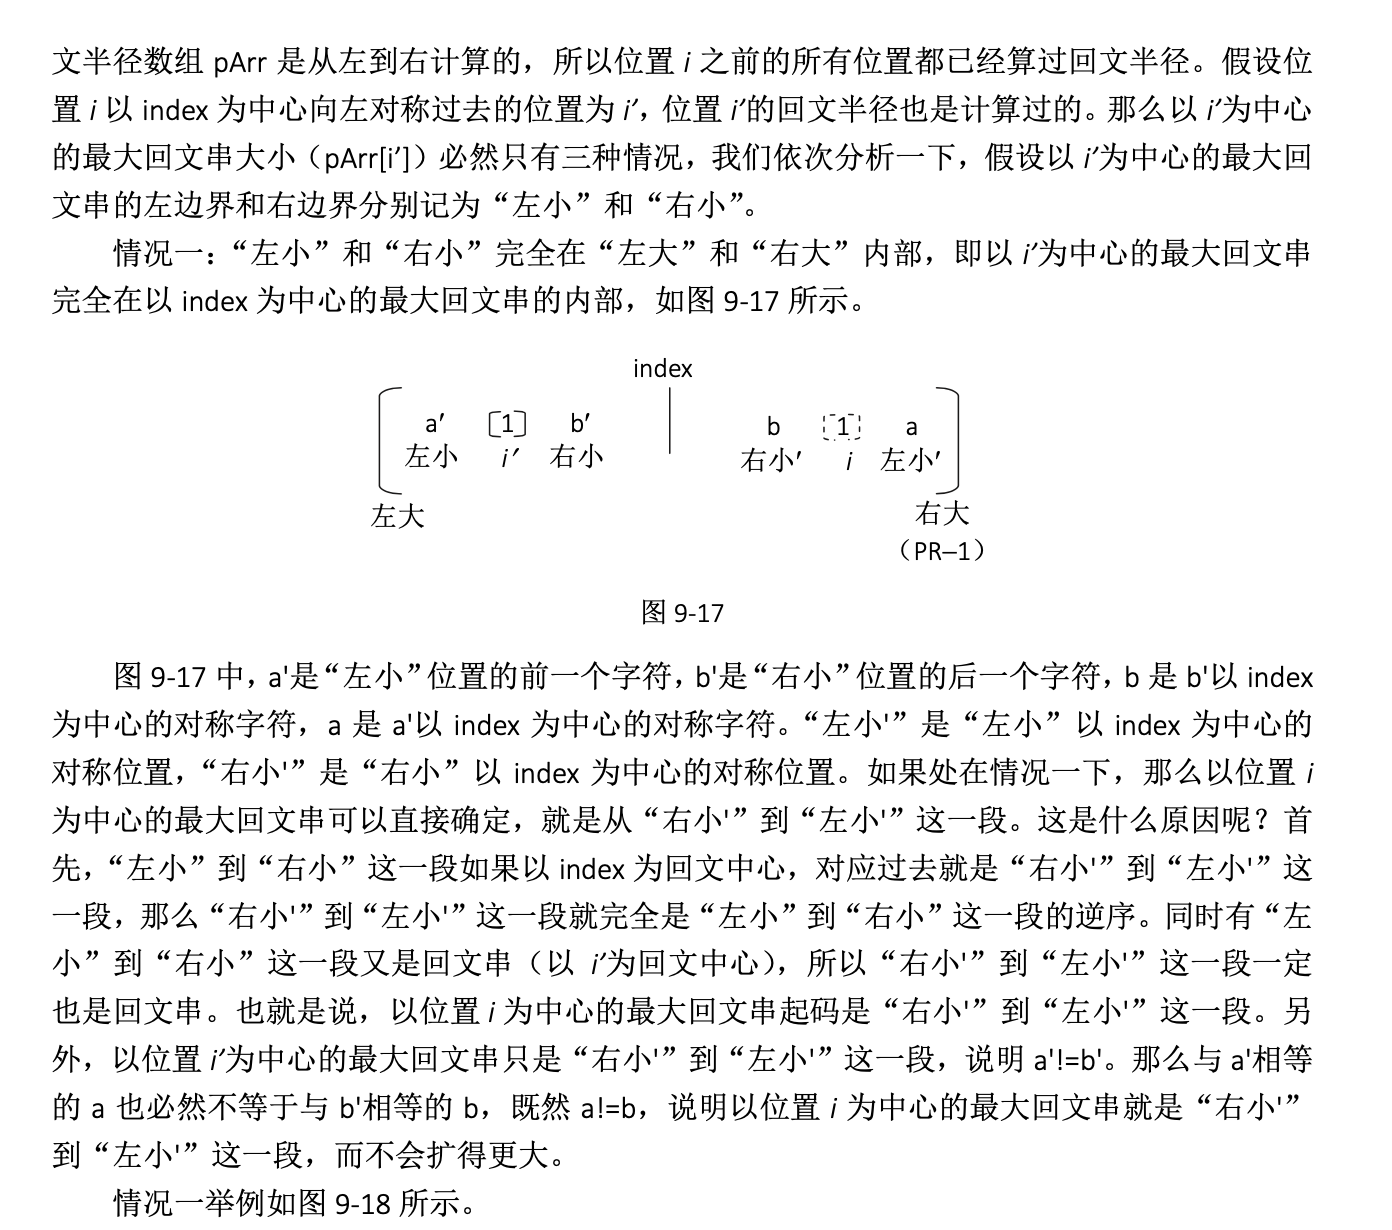 文半径数组 pArr 是从左到右计算的，所以位置 i 之前的所有位置都已经算过回文半径。假设位
置 i 以 index 为中心向左对称过去的位置为 i′，位置 i′的回文半径也是计算过的。那么以 i′为中心
的最大回文串大小（pArr[i′]）必然只有三种情况，我们依次分析一下，假设以 i′为中心的最大回
文串的左边界和右边界分别记为“左小”和“右小”。
情况一：“左小”和“右小”完全在“左大”和“右大”内部，即以 i′为中心的最大回文串
完全在以 index 为中心的最大回文串的内部，如图 9-17 所示。
index
a′ [1] b′ b [1] a
左小 i′ 右小 右小′ i 左小′
左大 右大
（PR–1）
图 9-17
图 9-17 中，a'是“左小”位置的前一个字符，b'是“右小”位置的后一个字符，b 是 b'以 index
为中心的对称字符，a 是 a'以 index 为中心的对称字符。“左小'”是“左小”以 index 为中心的
对称位置，“右小'”是“右小”以 index 为中心的对称位置。如果处在情况一下，那么以位置 i
为中心的最大回文串可以直接确定，就是从“右小'”到“左小'”这一段。这是什么原因呢？首
先，“左小”到“右小”这一段如果以 index 为回文中心，对应过去就是“右小'”到“左小'”这
一段，那么“右小'”到“左小'”这一段就完全是“左小”到“右小”这一段的逆序。同时有“左
小”到“右小”这一段又是回文串（以 i′为回文中心），所以“右小'”到“左小'”这一段一定
也是回文串。也就是说，以位置 i 为中心的最大回文串起码是“右小'”到“左小'”这一段。另
外，以位置 i′为中心的最大回文串只是“右小'”到“左小'”这一段，说明 a'!=b'。那么与 a'相等
的 a 也必然不等于与 b'相等的 b，既然 a!=b，说明以位置 i 为中心的最大回文串就是“右小'”
到“左小'”这一段，而不会扩得更大。
情况一举例如图 9-18 所示。